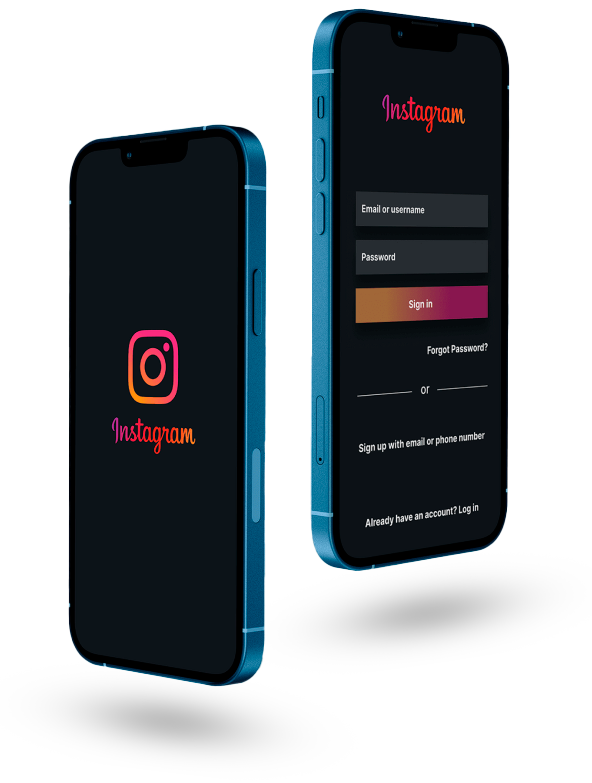 Instagram
Instagram
Email or username
Password
Sign in
Forgot Password?
or
Sign up with email or phone number
Already have an account? Log in